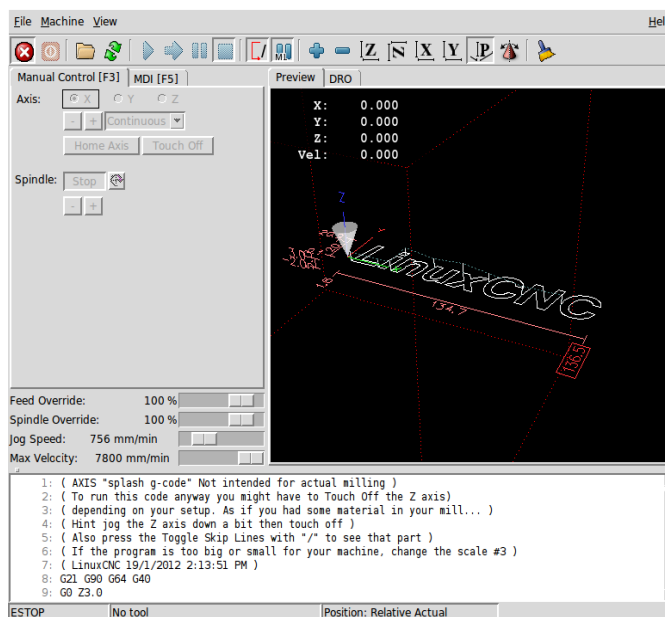 File Machine View Hel
Z N X Y P
Manual Control [F3] MDI [F5]
Preview DRO
Axis: X Y Z
- + Continuous
Home Axis Touch Off
Spindle: Stop
- +
X: 0.000
Y: 0.000
Z: 0.000
Vel: 0.000
Z
LinuxCNC
1.8
134.7
136.5
Feed Override: 100 %
Spindle Override: 100 %
Jog Speed: 756 mm/min
Max Velocity: 7800 mm/min
1: ( AXIS "splash g-code" Not intended for actual milling )
2: ( To run this code anyway you might have to Touch Off the Z axis)
3: ( depending on your setup. As if you had some material in your mill... )
4: ( Hint jog the Z axis down a bit then touch off )
5: ( Also press the Toggle Skip Lines with "/" to see that part )
6: ( If the program is too big or small for your machine, change the scale #3 )
7: ( LinuxCNC 19/1/2012 2:13:51 PM )
8: G21 G90 G64 G40
9: G0 Z3.0
ESTOP No tool Position: Relative Actual